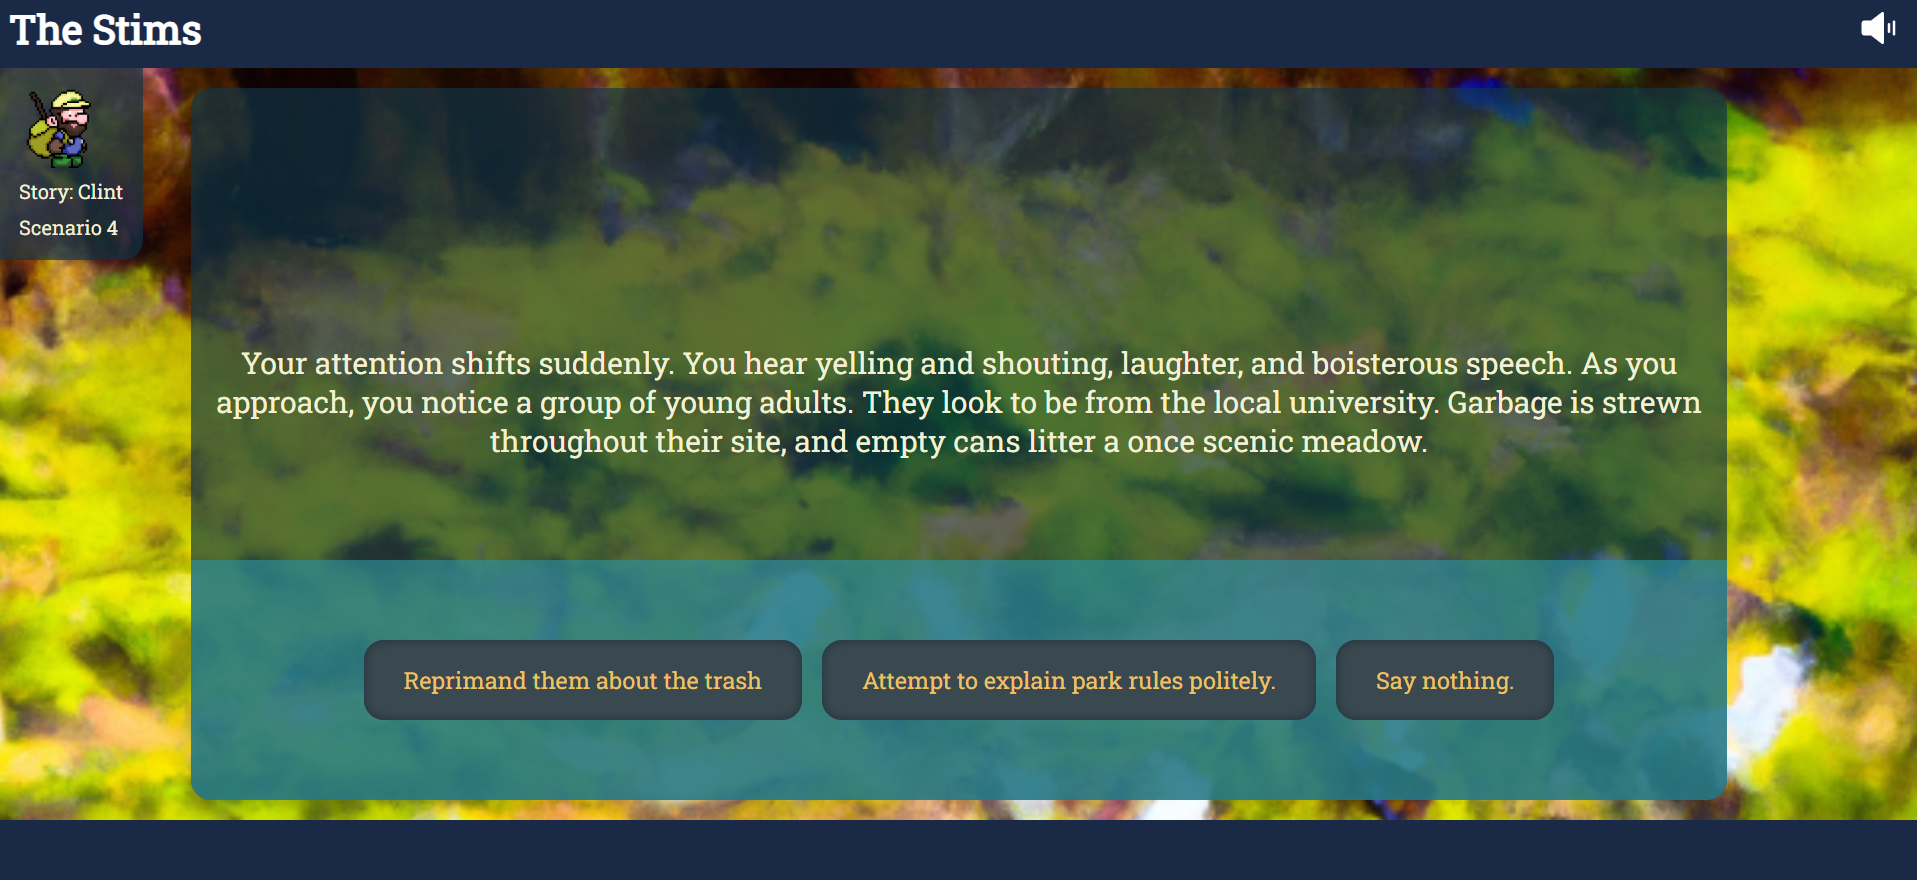 The Stims
Story: Clint
Scenario 4
Your attention shifts suddenly. You hear yelling and shouting, laughter, and boisterous speech. As you
approach, you notice a group of young adults. They look to be from the local university. Garbage is strewn
throughout their site, and empty cans litter a once scenic meadow.
Reprimand them about the trash
Attempt to explain park rules politely.
Say nothing.